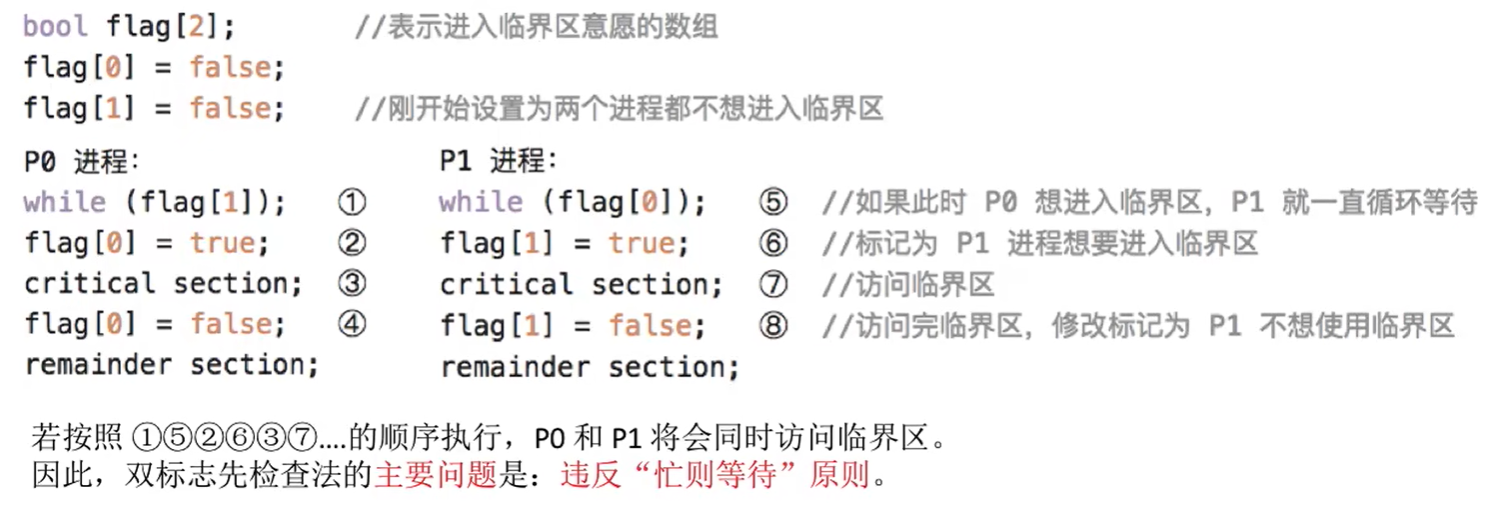 bool flag[2]; //表示进入临界区意愿的数组
flag[0] = false;
flag[1] = false; //刚开始设置为两个进程都不想进入临界区
P0 进程: P1 进程:
while (flag[1]); ① while (flag[0]); ⑤ //如果此时 P0 想进入临界区，P1 就一直循环等待
flag[0] = true; ② flag[1] = true; ⑥ //标记为 P1 进程想要进入临界区
critical section; ③ critical section; ⑦ //访问临界区
flag[0] = false; ④ flag[1] = false; ⑧ //访问完临界区，修改标记为 P1 不想使用临界区
remainder section; remainder section;
若按照 ①⑤②⑥③⑦....的顺序执行，P0 和 P1 将会同时访问临界区。
因此，双标志先检查法的主要问题是：违反“忙则等待”原则。